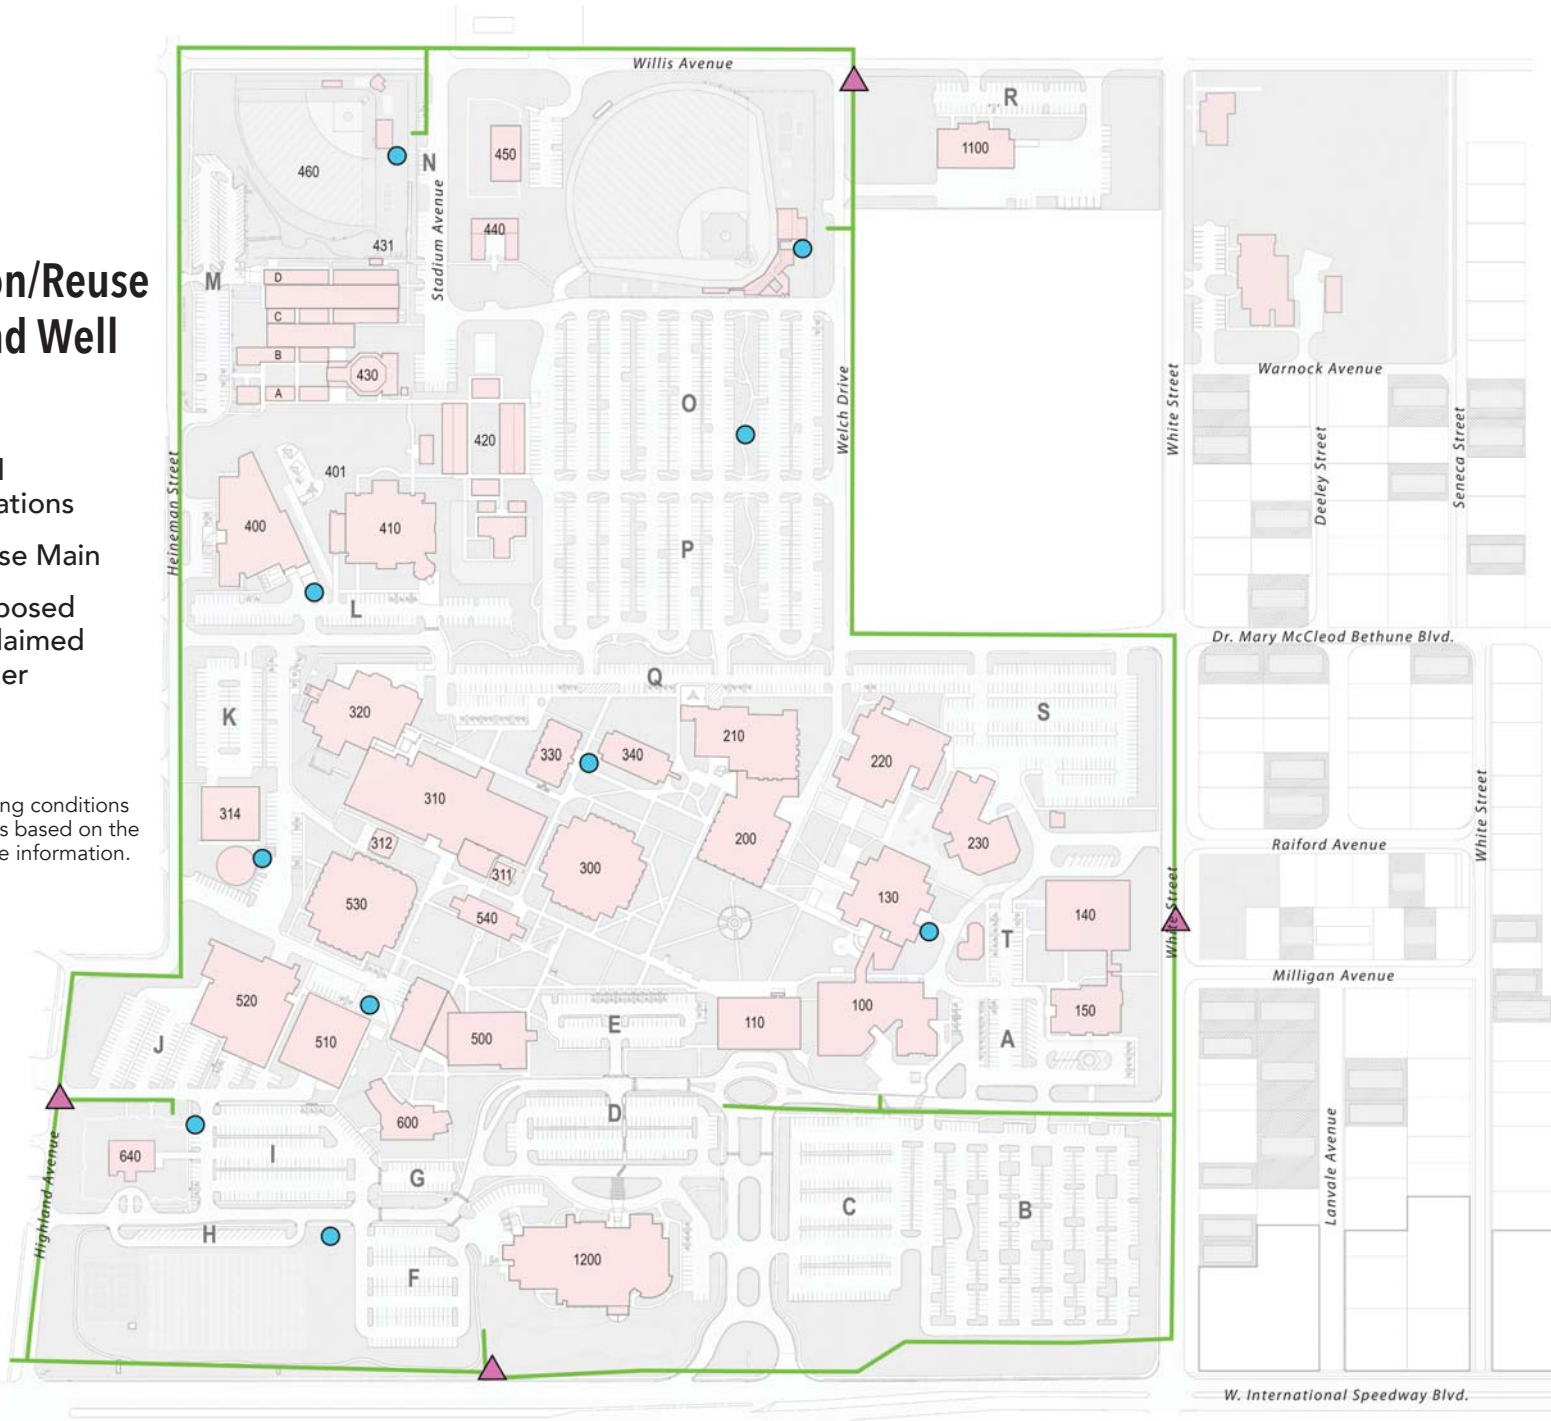 on/Reuse
nd Well
ations
se Main
posed
laimed
er
ng conditions
s based on the
e information.
Willis Avenue
R
1100
460
N
450
440
431
Stadium Avenue
M
D
C
B
A
430
O
Welch Drive
420
401
400
410
Heineman Street
P
L
White Street
Warnock Avenue
Deeley Street
Seneca Street
Dr. Mary McCleod Bethune Blvd.
Q
K
320
S
330
340
210
220
310
314
200
312
230
311
300
530
540
130
T
140
White Street
Raiford Avenue
White Street
Milligan Avenue
520
510
500
J
E
110
100
A
150
600
D
640
I
G
Highland Avenue
H
F
1200
C
B
Lanvale Avenue
W. International Speedway Blvd.